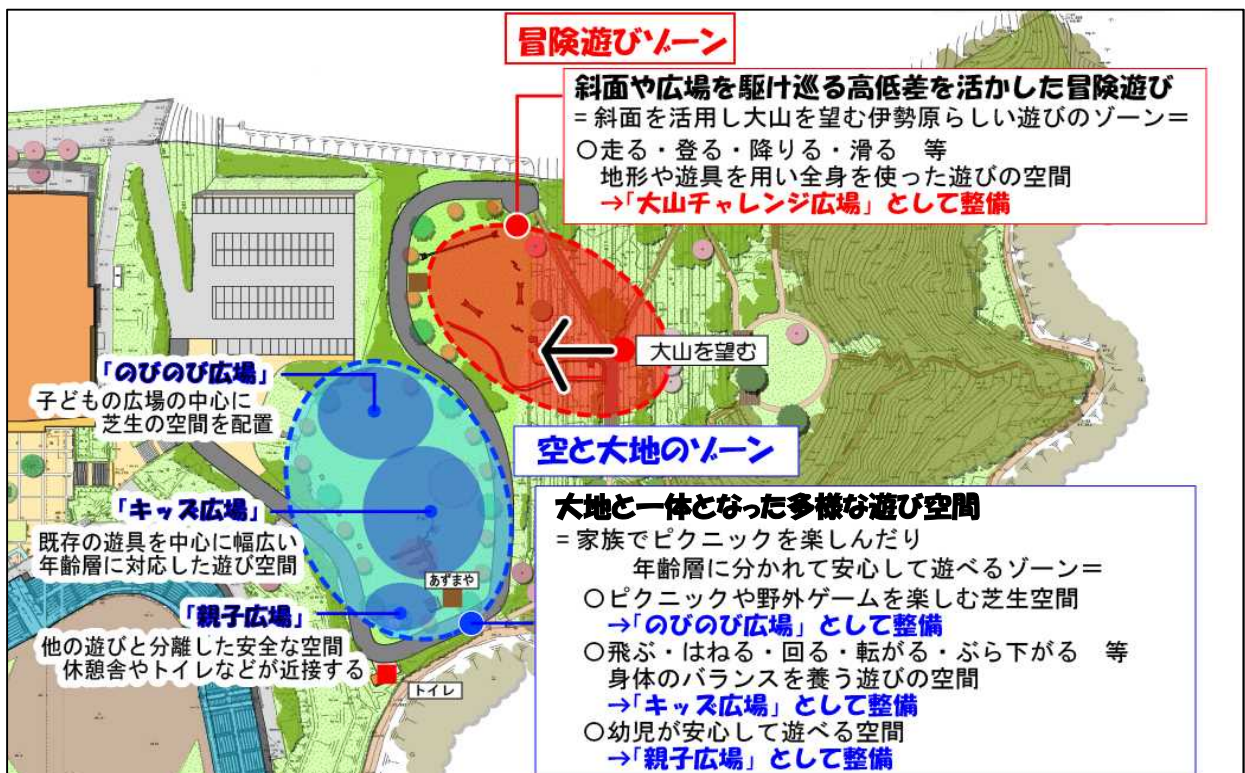 冒険遊びゾーン
斜面や広場を駆け巡る高低差を活かした冒険遊び
=斜面を活用し大山を望む伊勢原らしい遊びのゾーン=
○走る・登る・降りる・滑る 等
地形や遊具を用い全身を使った遊びの空間
→「大山チャレンジ広場」として整備
大山を望む
「のびのび広場」
子どもの広場の中心に
芝生の空間を配置
「キッズ広場」
既存の遊具を中心に幅広い
年齢層に対応した遊び空間
「親子広場」
他の遊びと分離した安全な空間
休憩舎やトイレなどが近接する
あずまや
トイレ
空と大地のゾーン
大地と一体となった多様な遊び空間
=家族でピクニックを楽しんだり
年齢層に分かれて安心して遊べるゾーン=
○ピクニックや野外ゲームを楽しむ芝生空間
→「のびのび広場」として整備
○飛ぶ・はねる・回る・転がる・ぶら下がる 等
身体のバランスを養う遊びの空間
→「キッズ広場」として整備
○幼児が安心して遊べる空間
→「親子広場」として整備